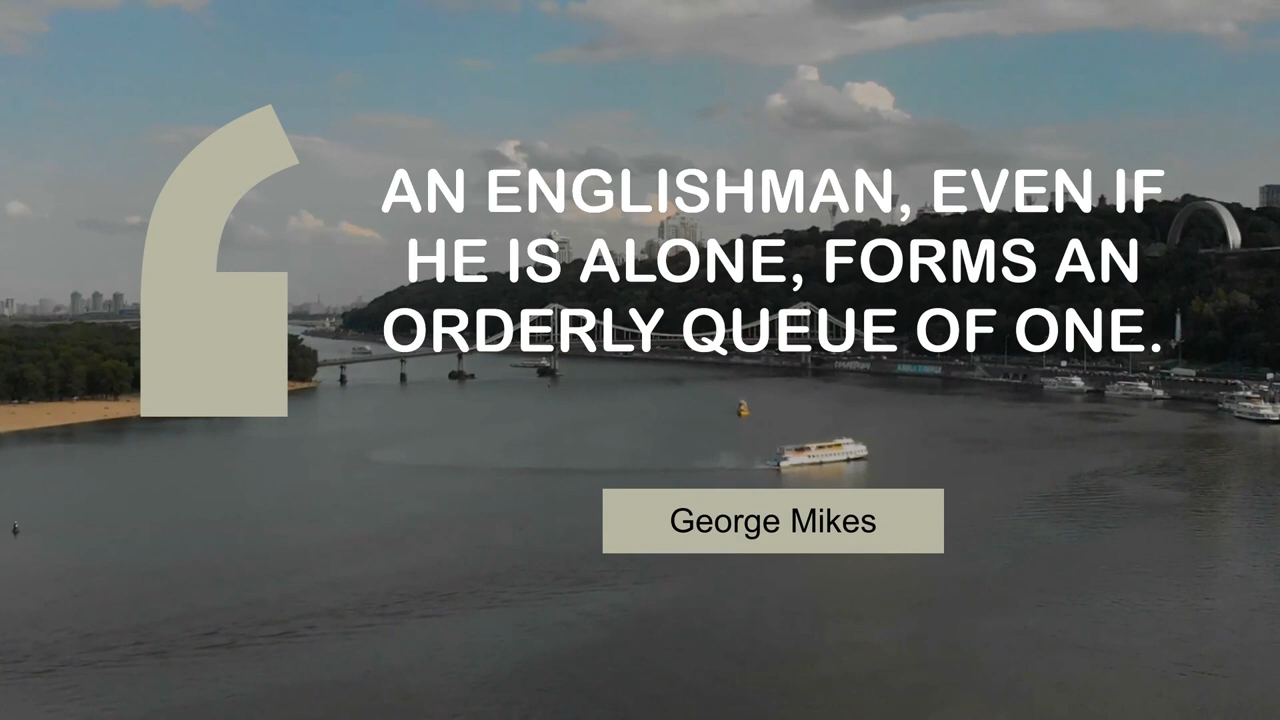 AN ENGLISHMAN, EVEN IF
HE IS ALONE, FORMS AN
ORDERLY QUEUE OF ONE.
George Mikes